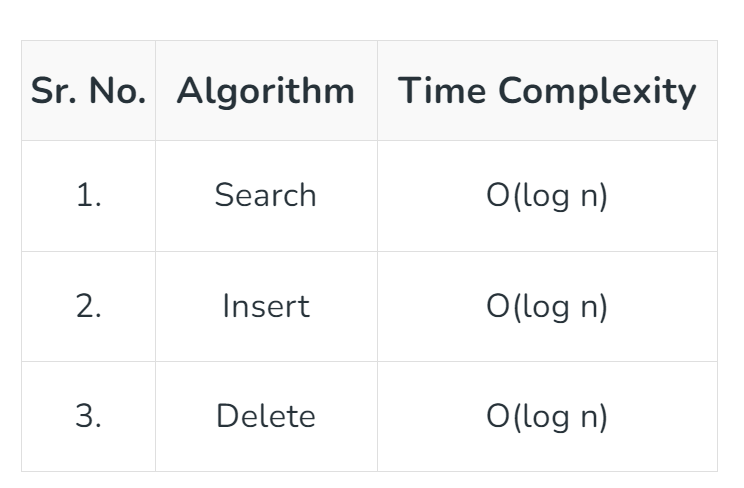 Sr. No. Algorithm Time Complexity
1. Search O(log n)
2. Insert O(log n)
3. Delete O(log n)